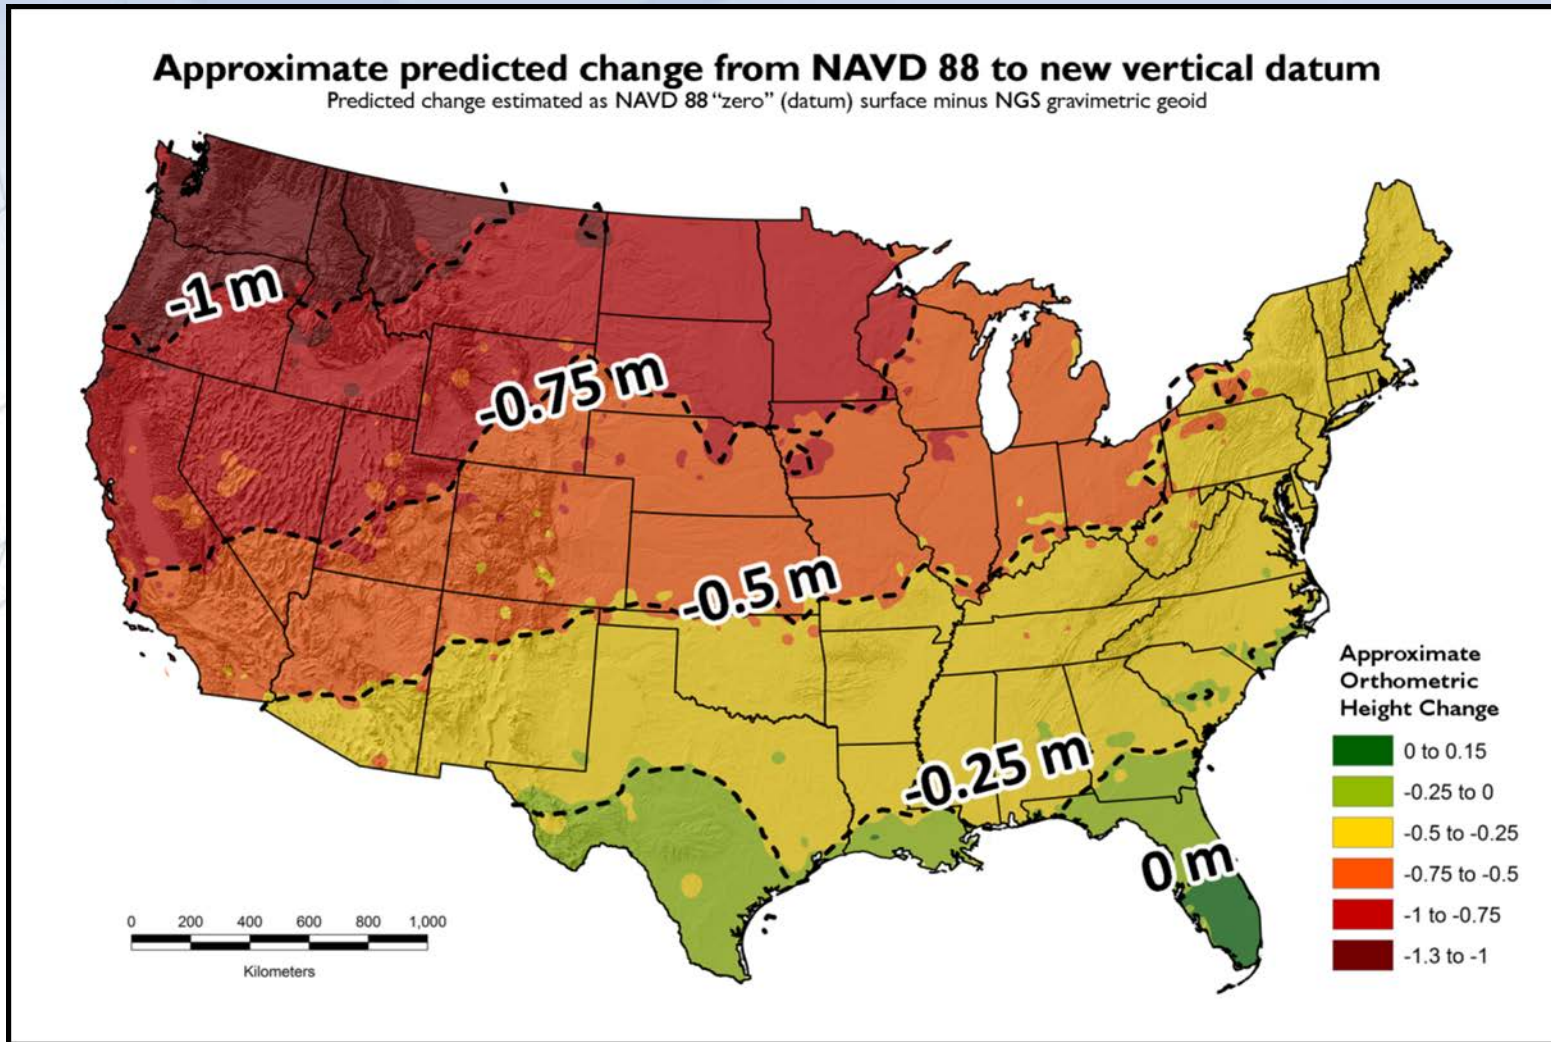 Approximate predicted change from NAVD 88 to new vertical datum
Predicted change estimated as NAVD 88 “zero” (datum) surface minus NGS gravimetric geoid
-1 m
-0.75 m
-0.5 m
-0.25 m
0 m
Approximate
Orthometric
Height Change
0 to 0.15
-0.25 to 0
-0.5 to -0.25
-0.75 to -0.5
-1 to -0.75
-1.3 to -1
0 200 400 600 800 1,000
Kilometers